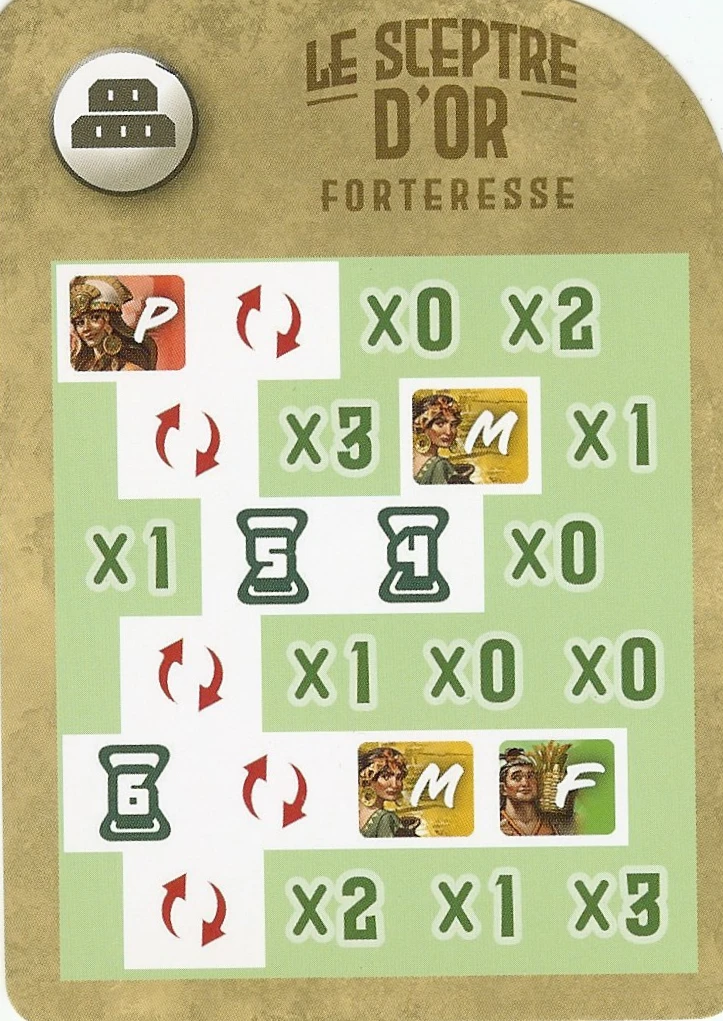 LE SCEPTRE
D'OR
FORTERESSE
P X0 X2
X3 M X1
X1 5 4 X0
X1 X0 X0
6 M F
X2 X1 X3